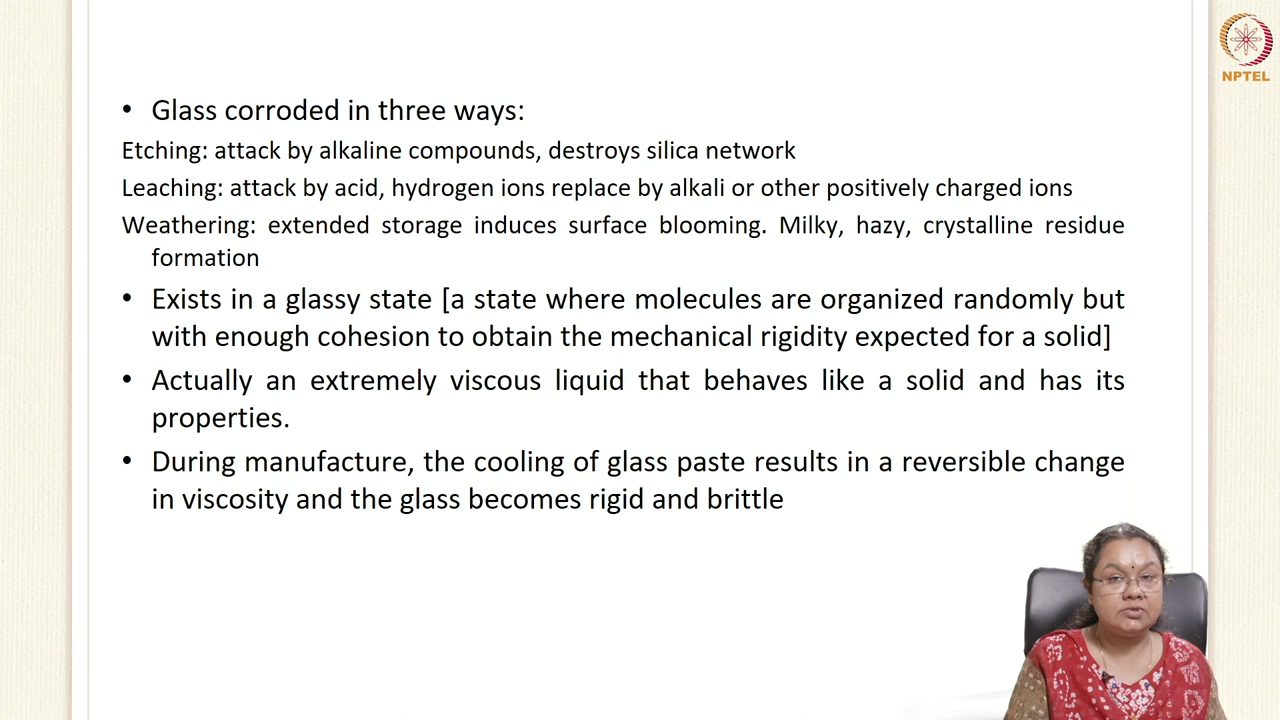 NPTEL
• Glass corroded in three ways:
Etching: attack by alkaline compounds, destroys silica network
Leaching: attack by acid, hydrogen ions replace by alkali or other positively charged ions
Weathering: extended storage induces surface blooming. Milky, hazy, crystalline residue
formation
• Exists in a glassy state [a state where molecules are organized randomly but
with enough cohesion to obtain the mechanical rigidity expected for a solid]
• Actually an extremely viscous liquid that behaves like a solid and has its
properties.
• During manufacture, the cooling of glass paste results in a reversible change
in viscosity and the glass becomes rigid and brittle